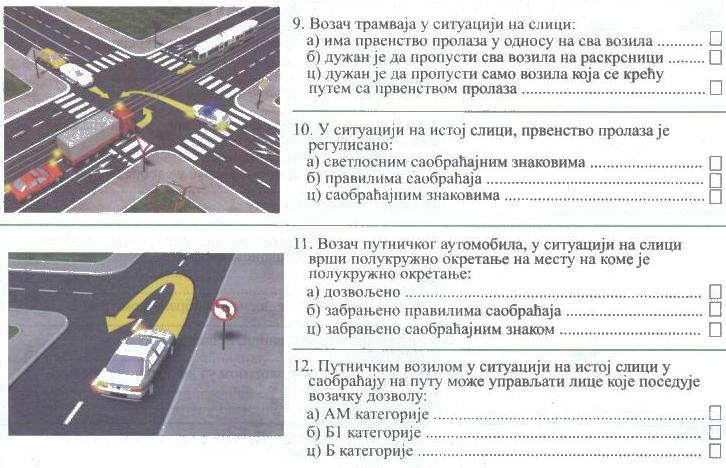 9. Возач трамваја у ситуацији на слици:
а) има првенство пролаза у односу на сва возила
б) дужан је да пропусти сва возила на раскрсници
ц) дужан је да пропусти само возила која се крећу
путем са првенством пролаза
10. У ситуацији на истој слици, првенство пролаза је
регулисано:
а) светлосним саобраћајним знаковима
б) правилима саобраћаја
ц) саобраћајним знаковима
11. Возач путничког аутомобила, у ситуацији на слици
врши полукружно окретање на месту на коме је
полукружно окретање:
а) дозвољено
б) забрањено правилима саобраћаја
ц) забрањено саобраћајним знаком
12. Путничким возилом у ситуацији на истој слици у
саобраћају на путу може управљати лице које поседује
возачку дозволу:
а) АМ категорије
б) Б1 категорије
ц) Б категорије